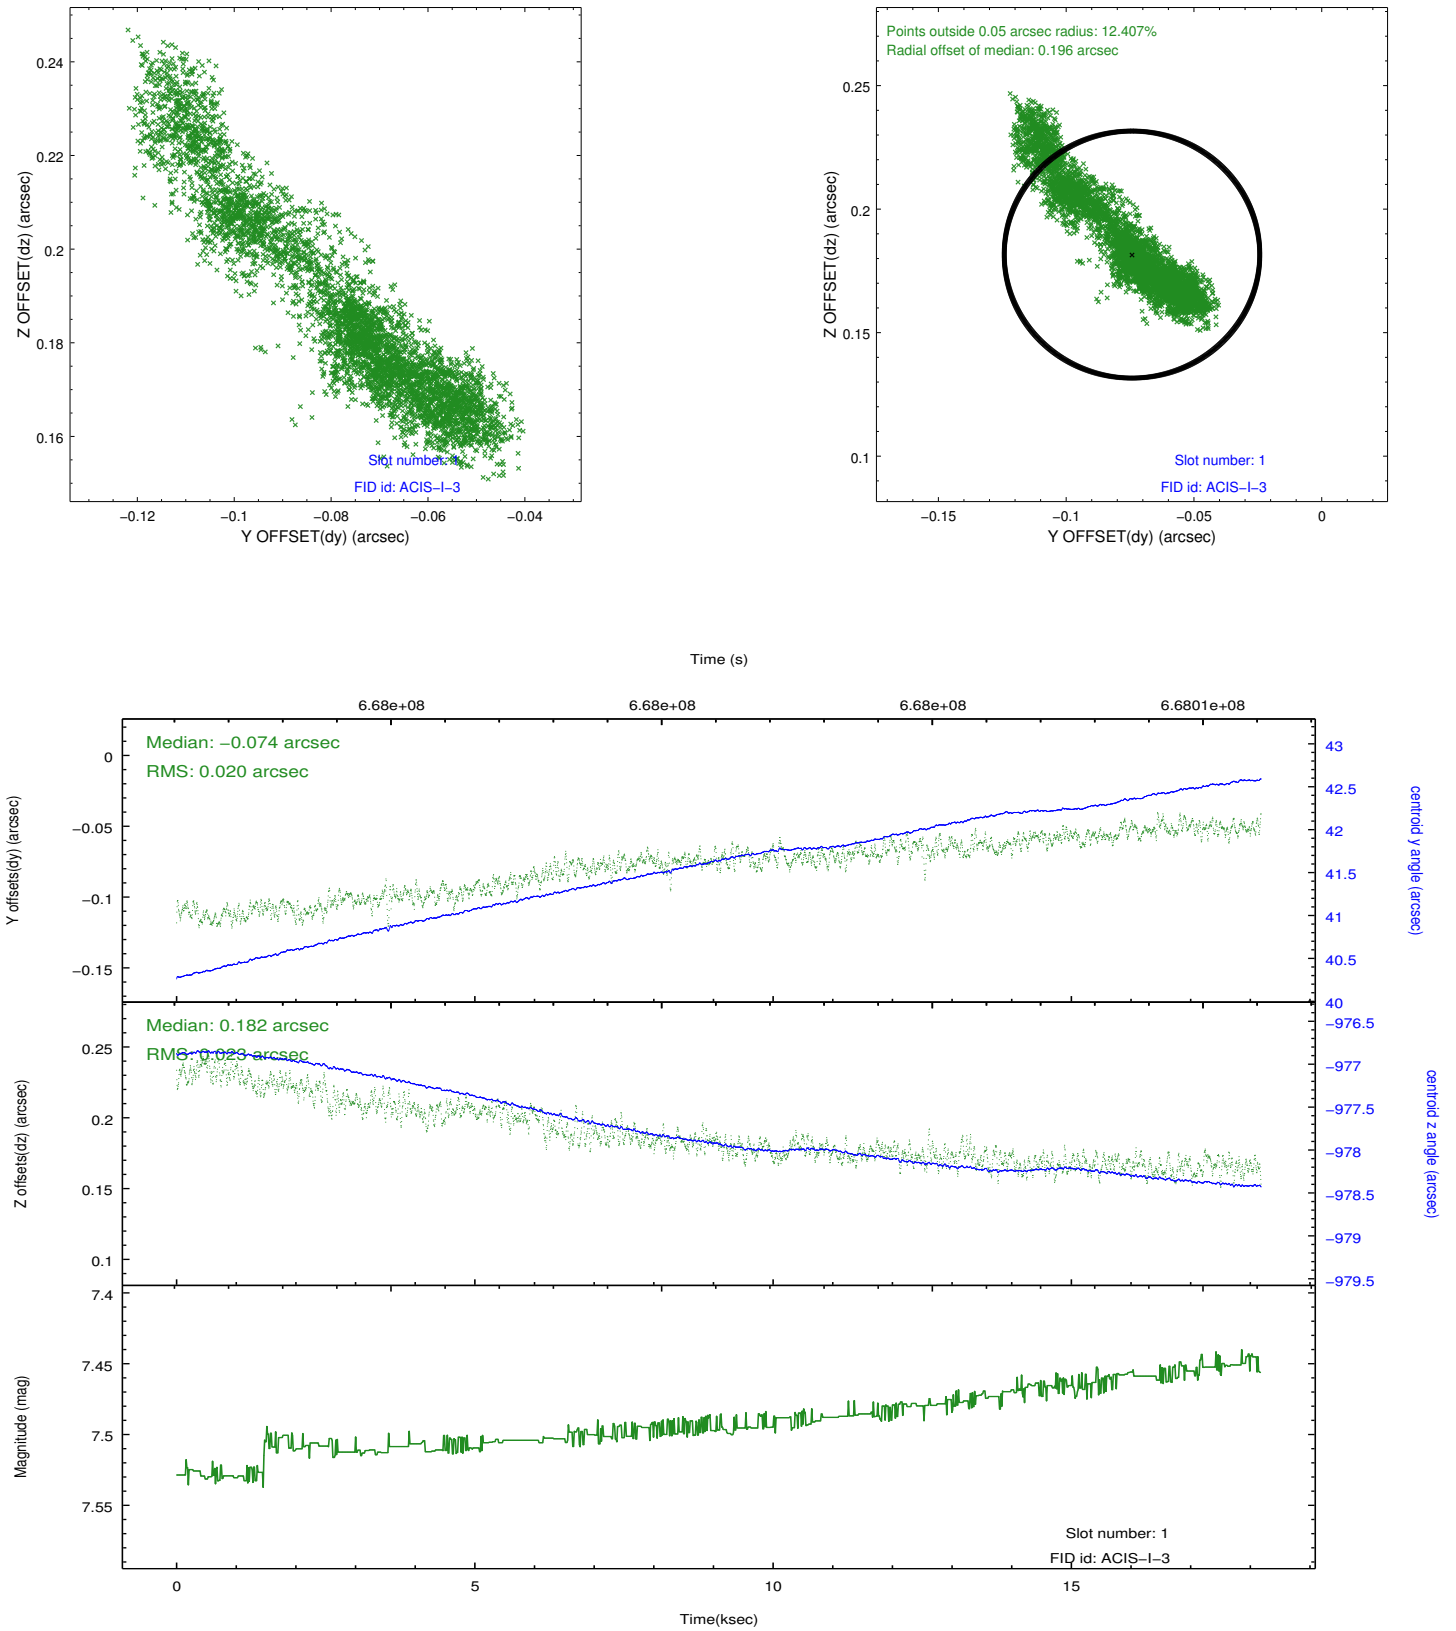 0.24
0.22
0.2
0.18
0.16
Z OFFSET(dz) (arcsec)
Slot number: 1
FID id: ACIS−I−3
−0.12 −0.1 −0.08 −0.06 −0.04
Y OFFSET(dy) (arcsec)
Points outside 0.05 arcsec radius: 12.407%
Radial offset of median: 0.196 arcsec
0.25
0.2
0.15
0.1
Z OFFSET(dz) (arcsec)
Slot number: 1
FID id: ACIS−I−3
−0.15 −0.1 −0.05 0
Y OFFSET(dy) (arcsec)
Time (s)
6.68e+08 6.68e+08 6.68e+08 6.6801e+08
Median: −0.074 arcsec
RMS: 0.020 arcsec
0
−0.05
−0.1
−0.15
Y offsets(dy) (arcsec)
43
42.5
42
41.5
41
40.5
40
centroid y angle (arcsec)
Median: 0.182 arcsec
RMS: 0.023 arcsec
0.25
0.2
0.15
0.1
Z offsets(dz) (arcsec)
−976.5
−977
−977.5
−978
−978.5
−979
−979.5
centroid z angle (arcsec)
7.4
7.45
7.5
7.55
Magnitude (mag)
Slot number: 1
FID id: ACIS−I−3
0 5 10 15
Time(ksec)